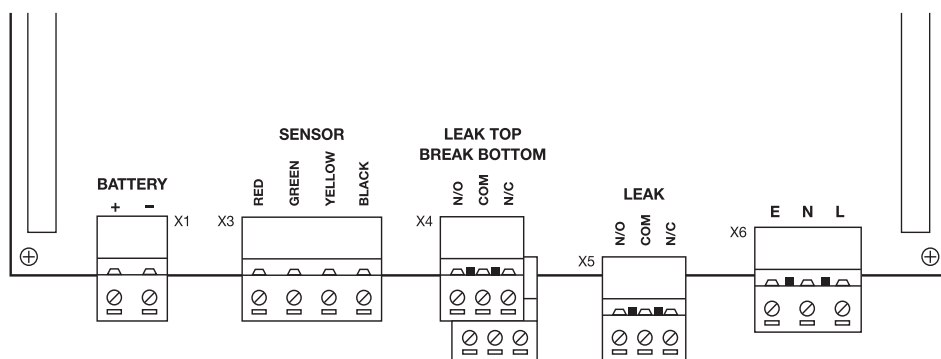 SENSOR
RED
GREEN
YELLOW
BLACK
LEAK TOP
BREAK BOTTOM
N/O
COM
N/C
BATTERY
+ −
X1
X3
X4
LEAK
N/O
COM
N/C
X5
E N L
X6